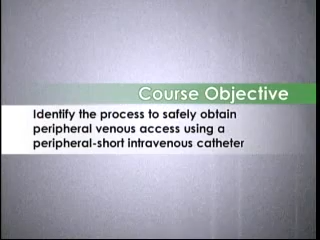 Course Objective
Identify the process to safely obtain
peripheral venous access using a
peripheral-short intravenous catheter